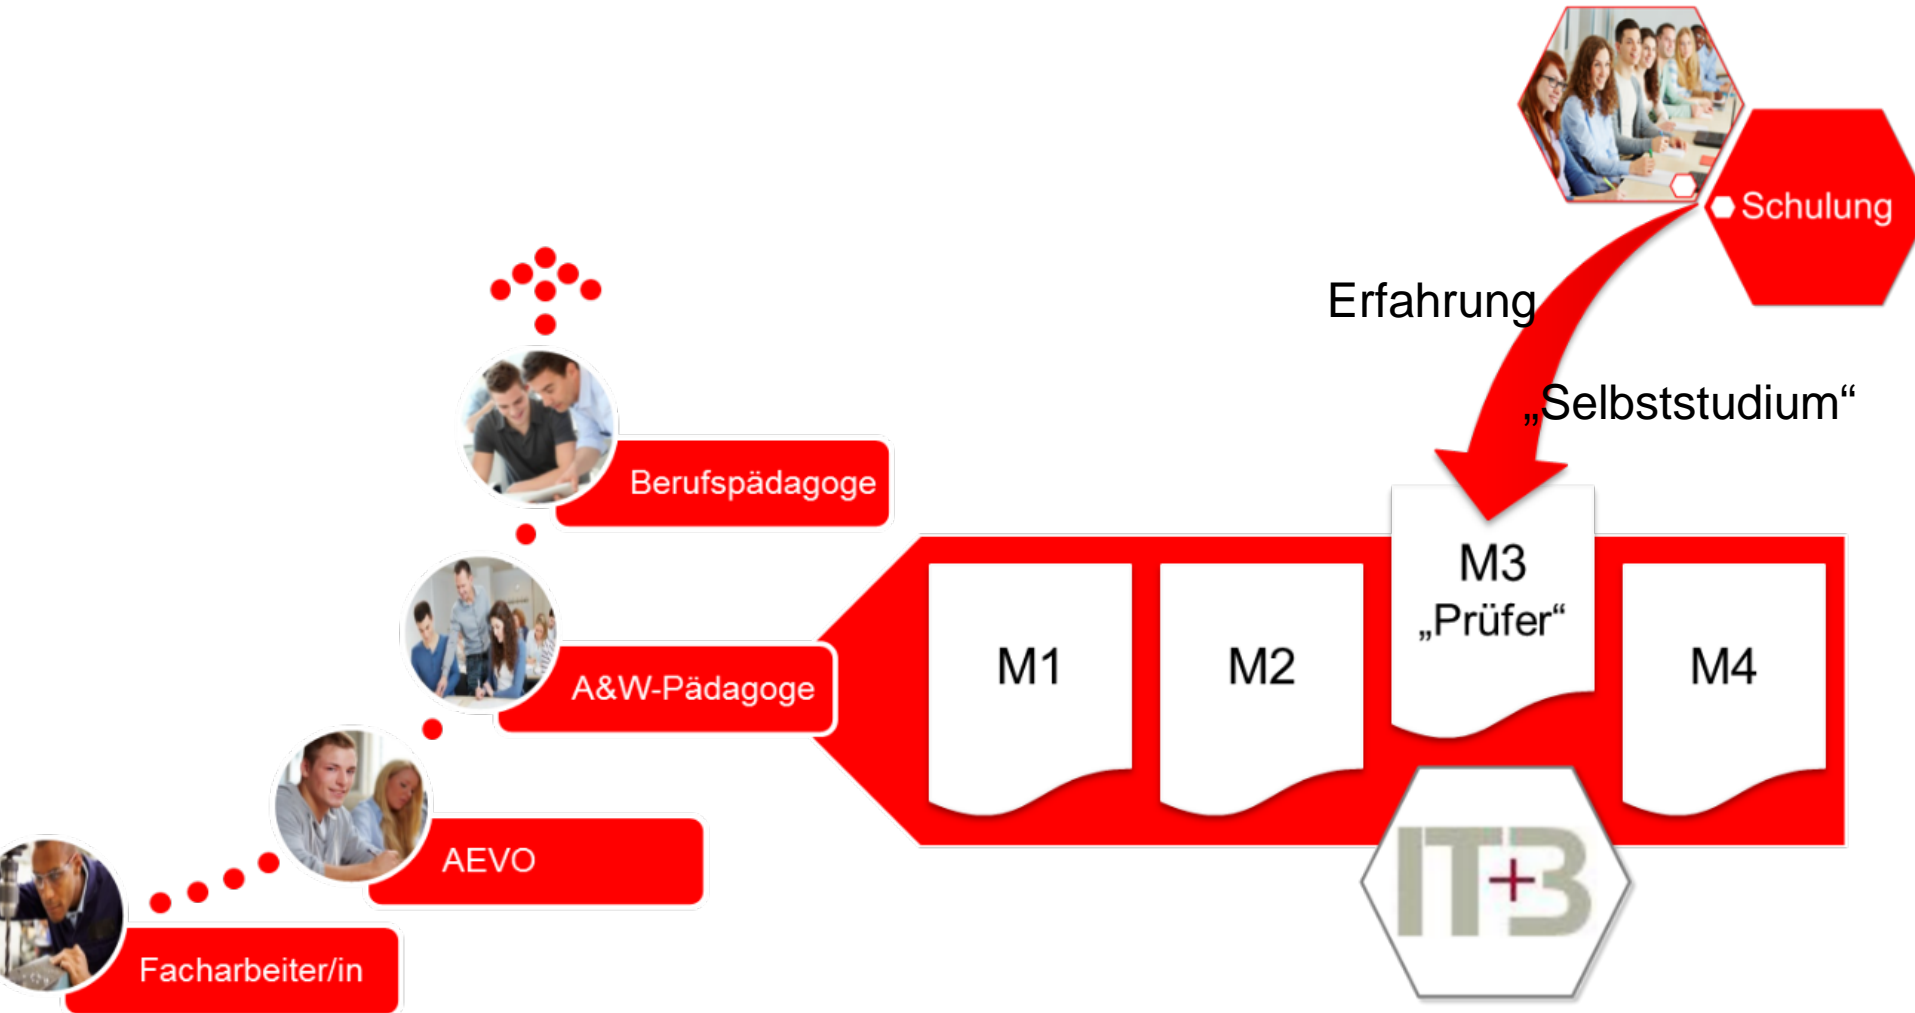 Schulung
Erfahrung
„Selbststudium“
Berufspädagoge
A&W-Pädagoge
AEVO
Facharbeiter/in
M1
M2
M3
„Prüfer“
M4
IT+B